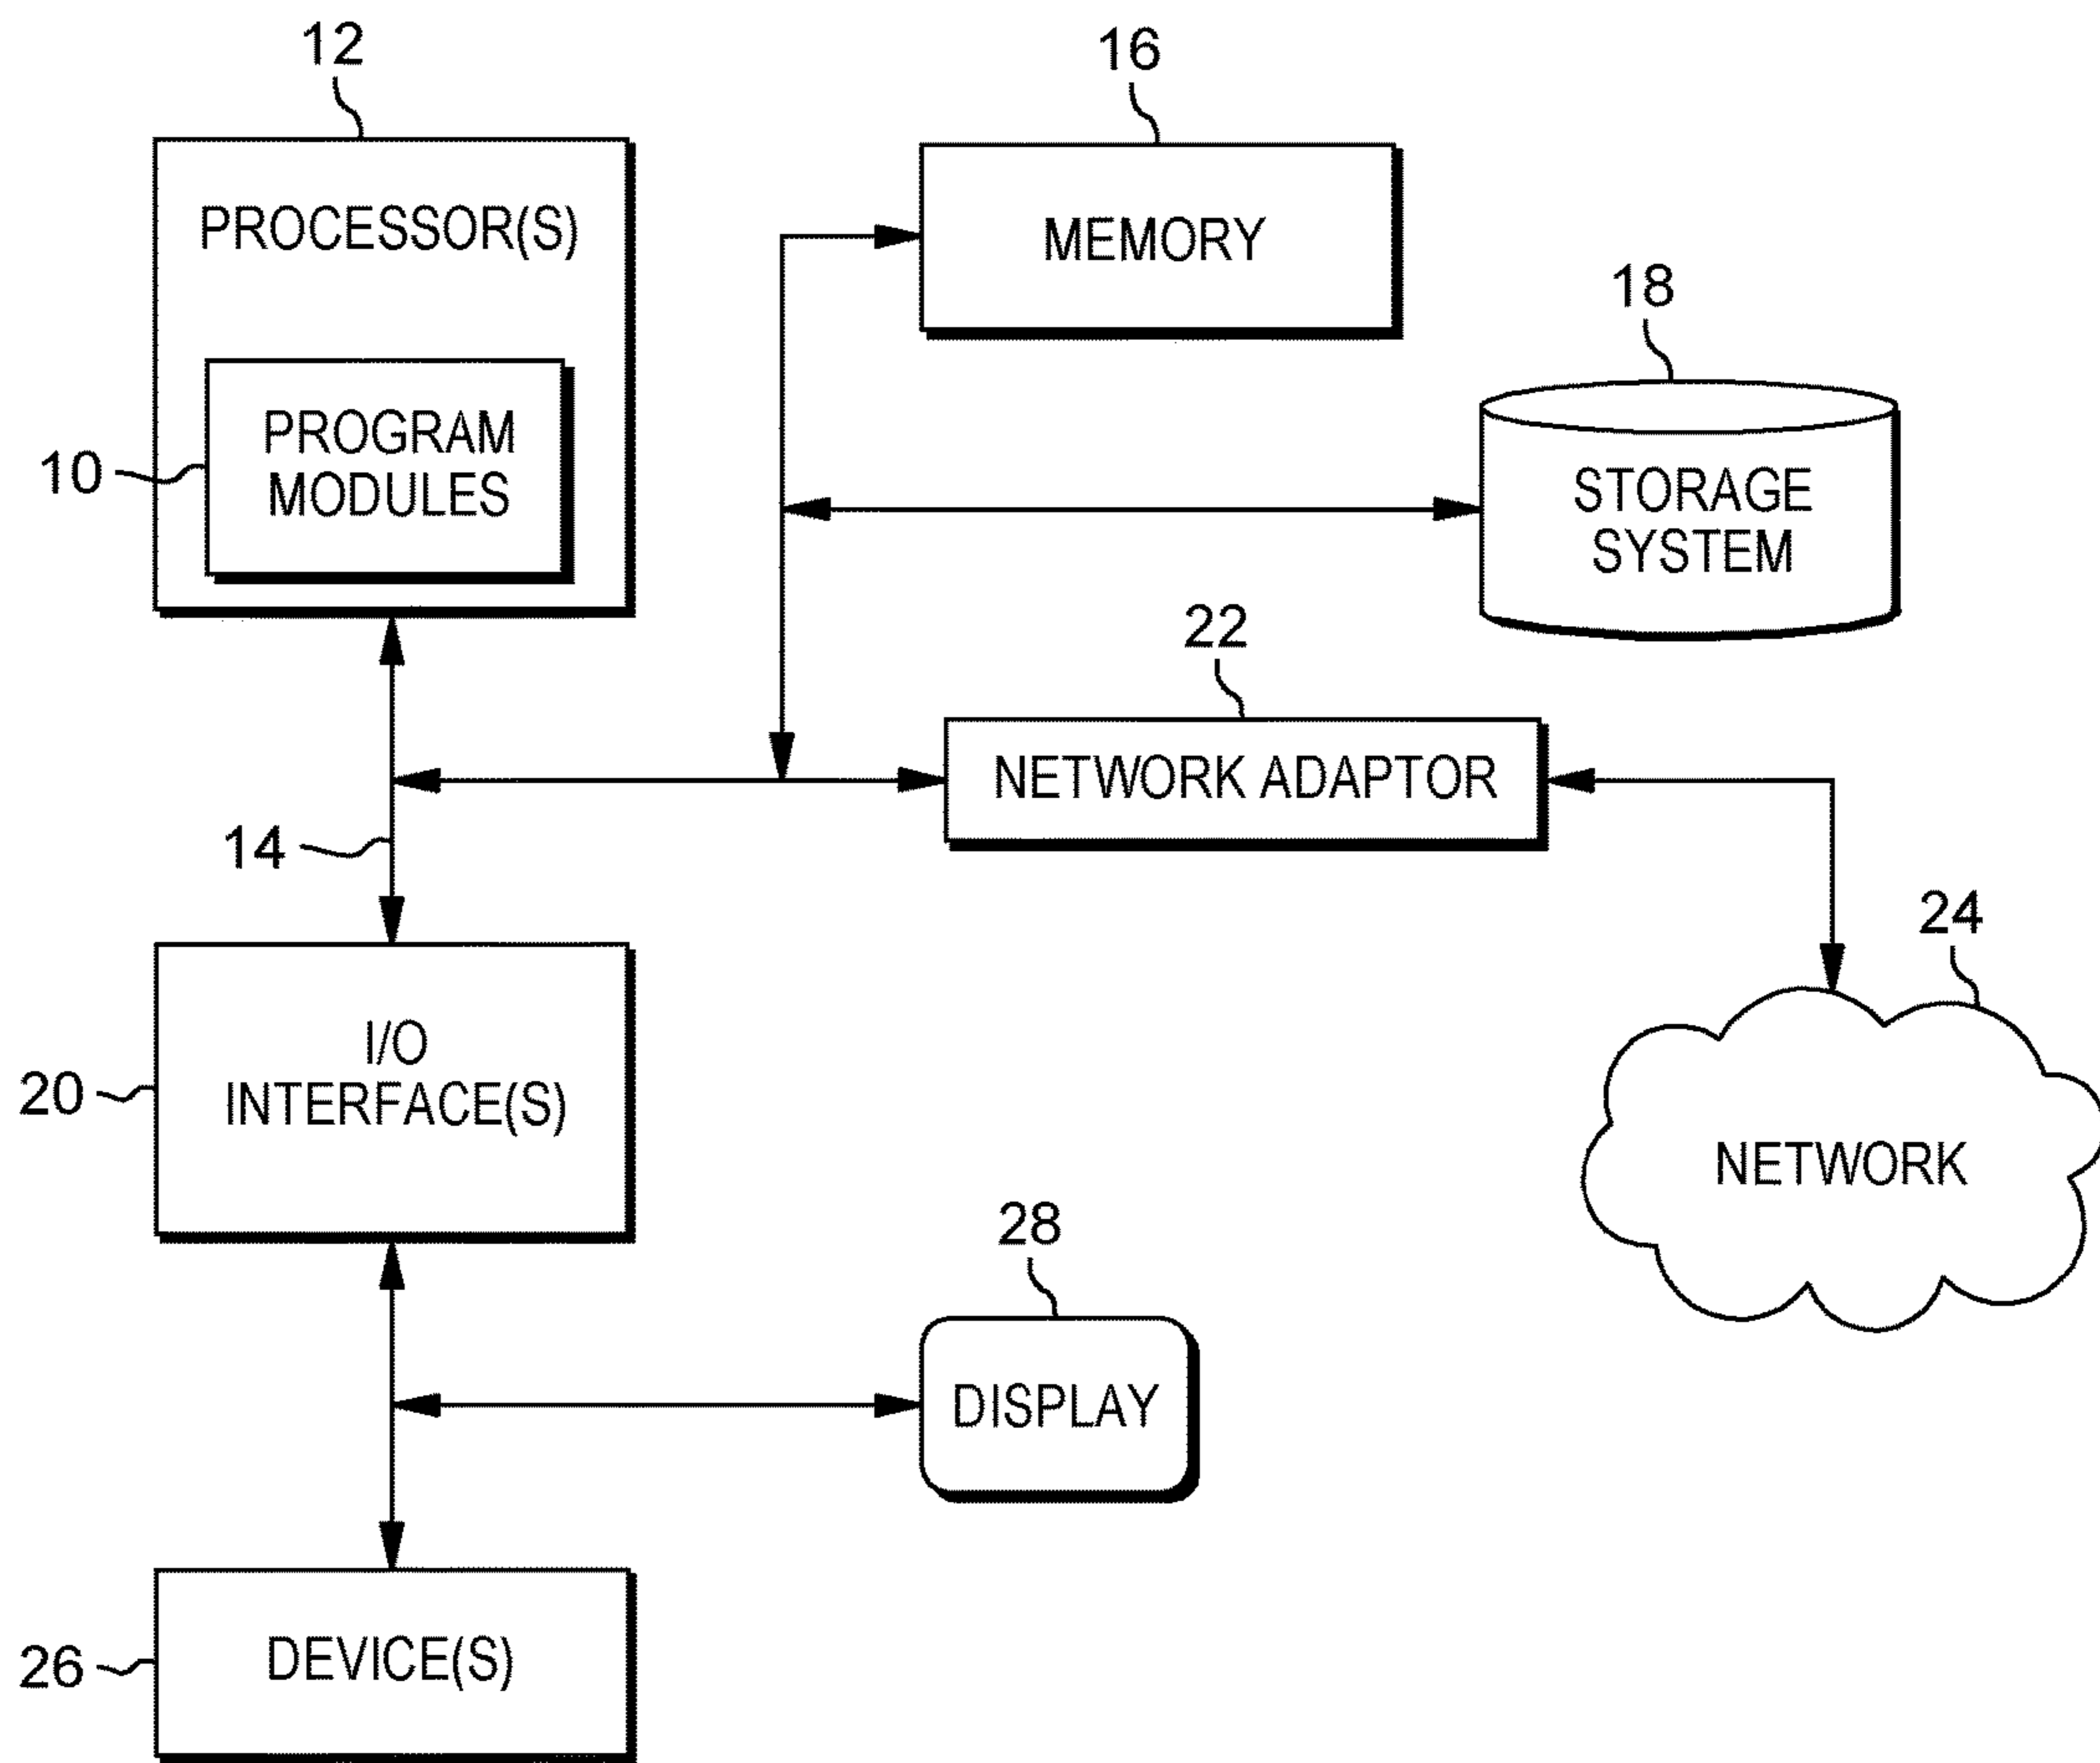 12
PROCESSOR(S)
10
PROGRAM
MODULES
16
MEMORY
18
STORAGE
SYSTEM
22
NETWORK ADAPTOR
14
24
NETWORK
20
I/O
INTERFACE(S)
28
DISPLAY
26
DEVICE(S)